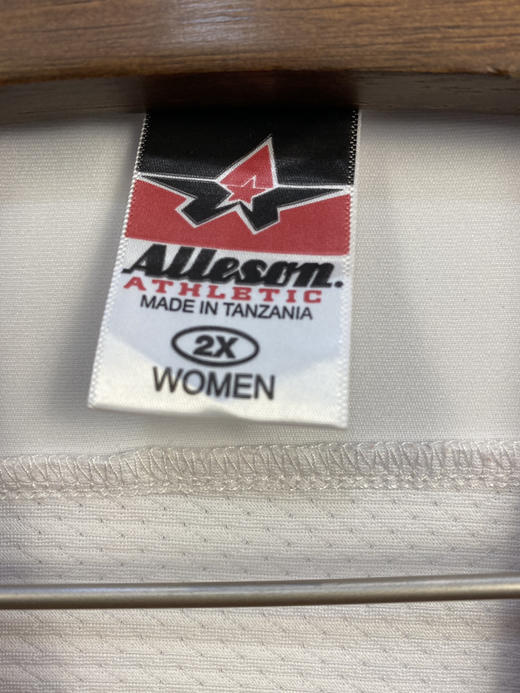 Alleson.
ATHLETIC
MADE IN TANZANIA
2X
WOMEN